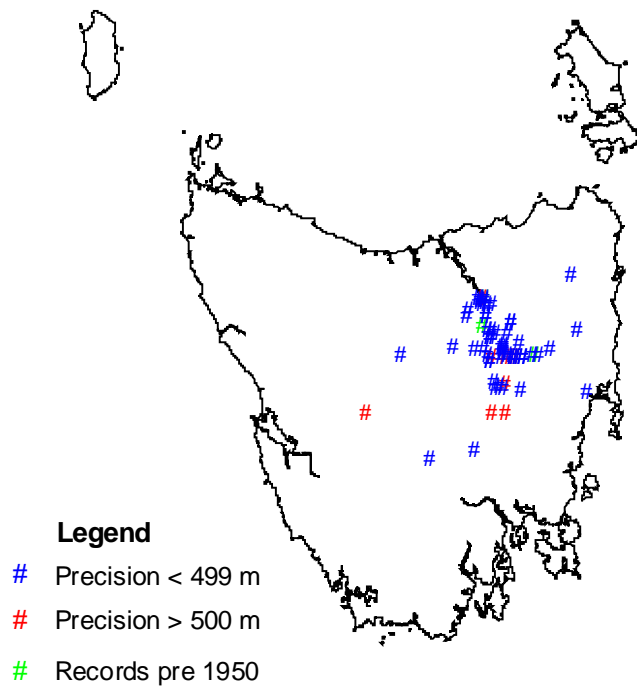 Legend
# Precision < 499 m
# Precision > 500 m
# Records pre 1950